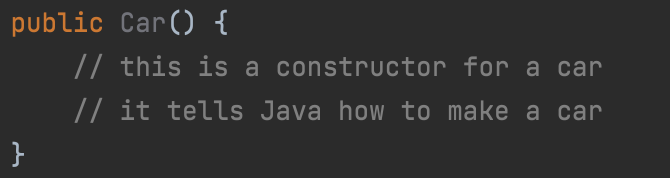 public Car() {
// this is a constructor for a car
// it tells Java how to make a car
}